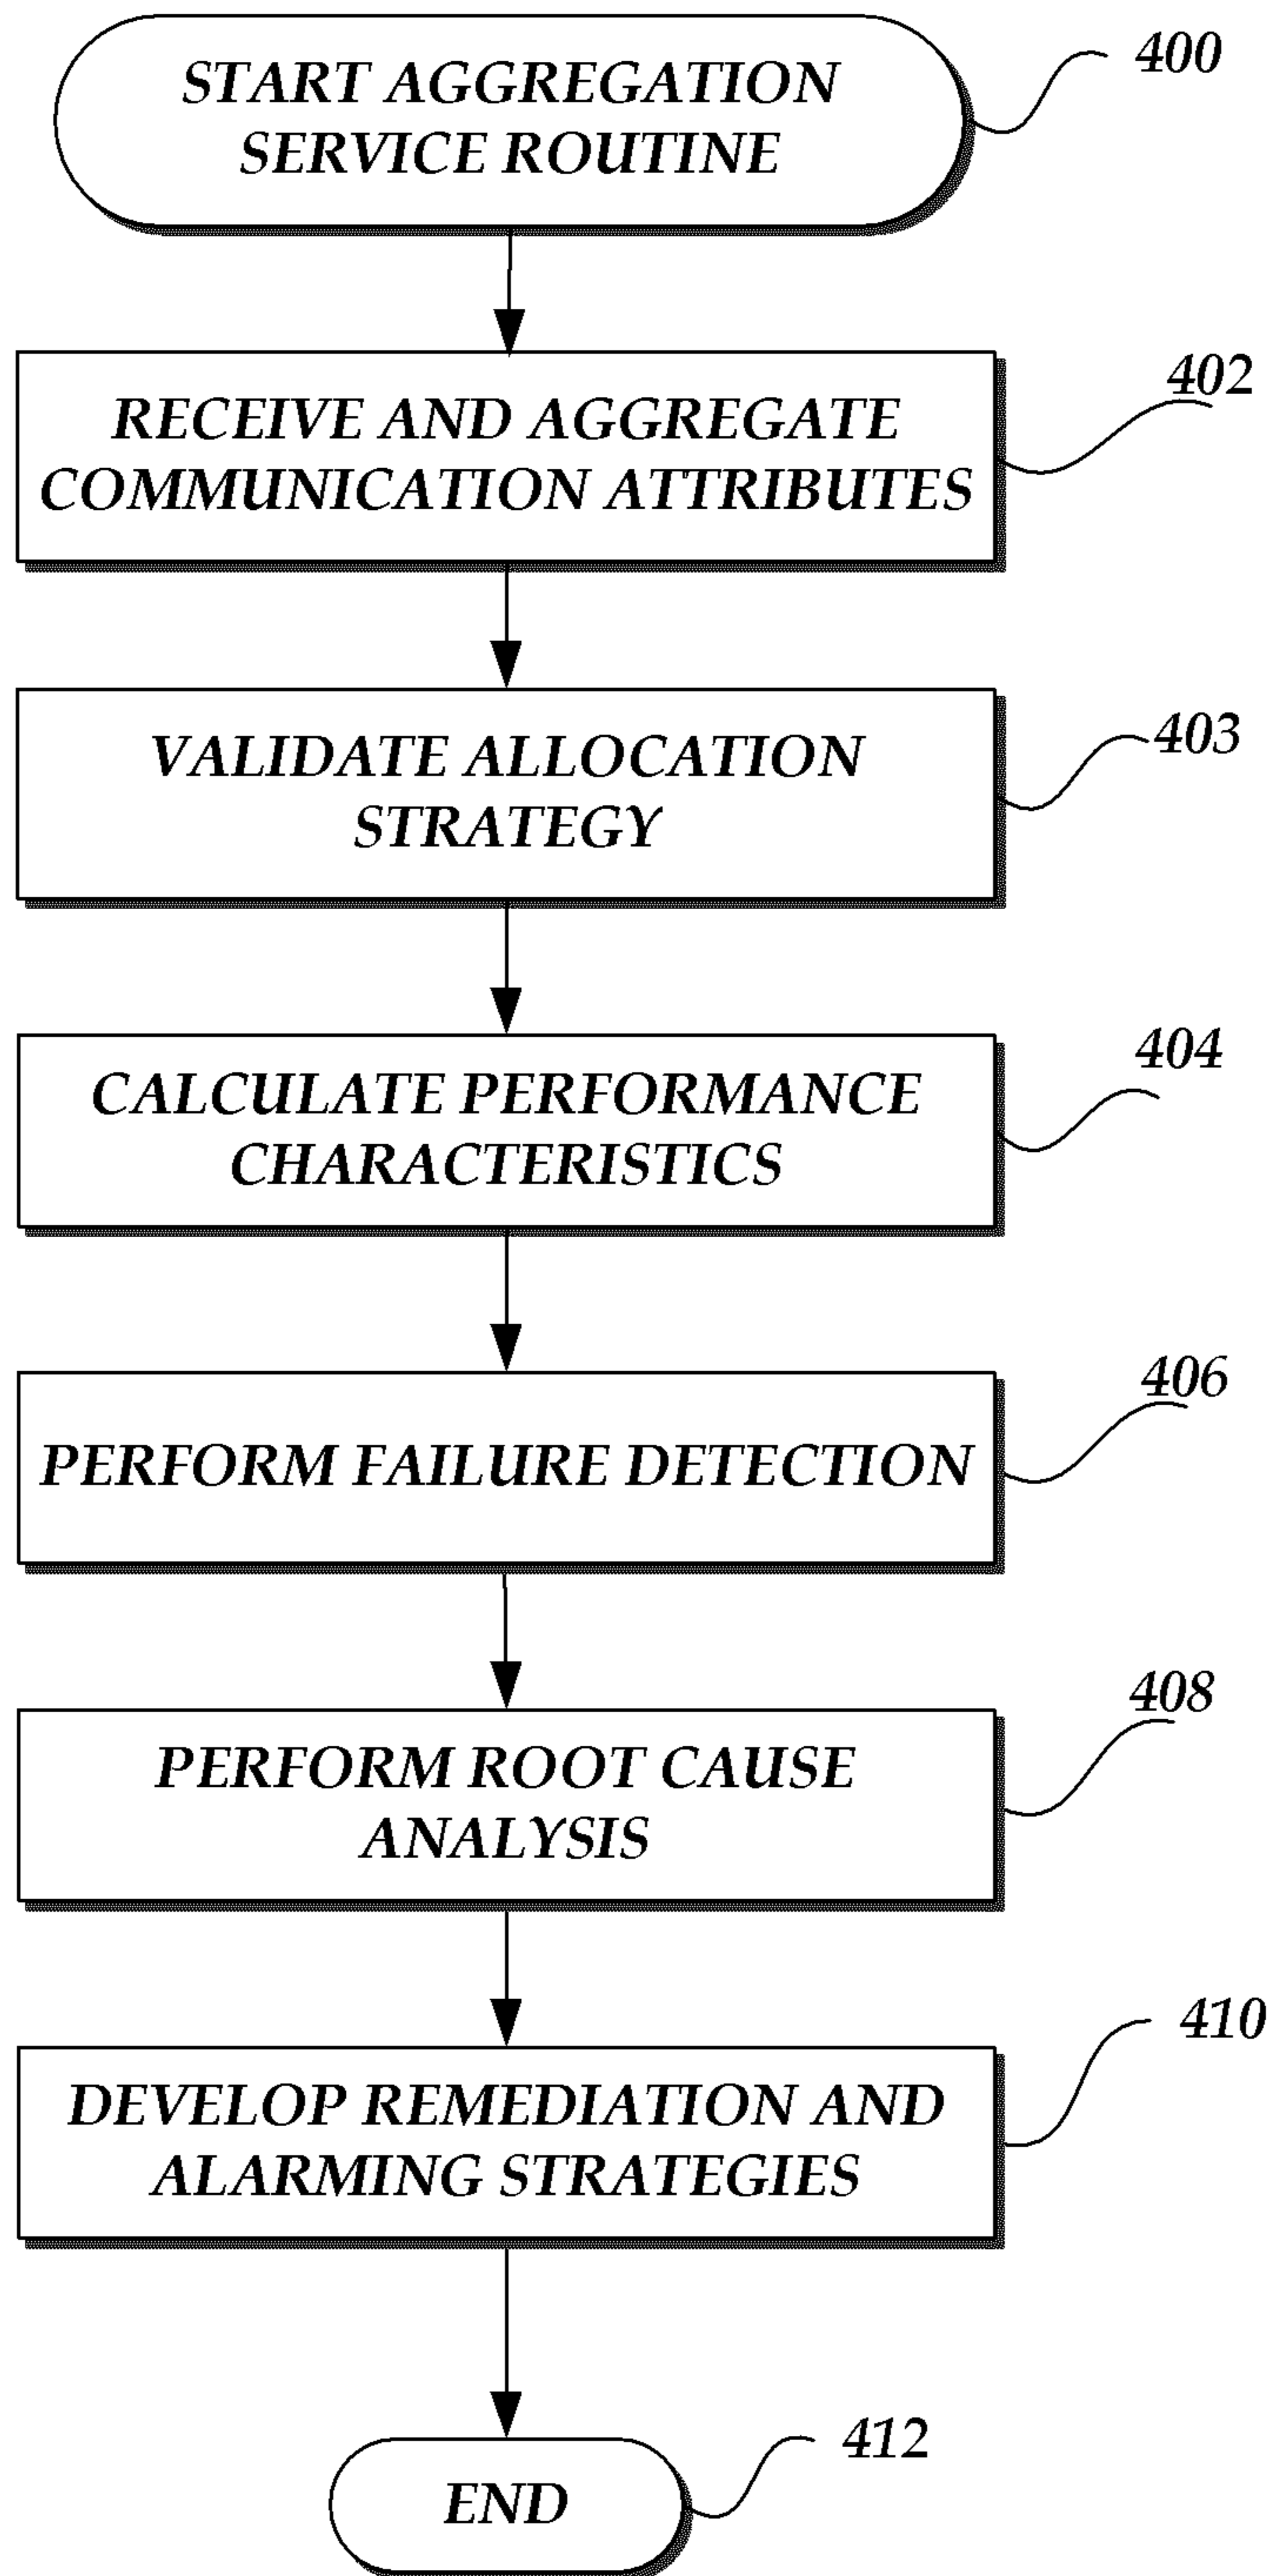 START AGGREGATION
SERVICE ROUTINE
400
RECEIVE AND AGGREGATE
COMMUNICATION ATTRIBUTES
402
VALIDATE ALLOCATION
STRATEGY
403
CALCULATE PERFORMANCE
CHARACTERISTICS
404
PERFORM FAILURE DETECTION
406
PERFORM ROOT CAUSE
ANALYSIS
408
DEVELOP REMEDIATION AND
ALARMING STRATEGIES
410
END
412